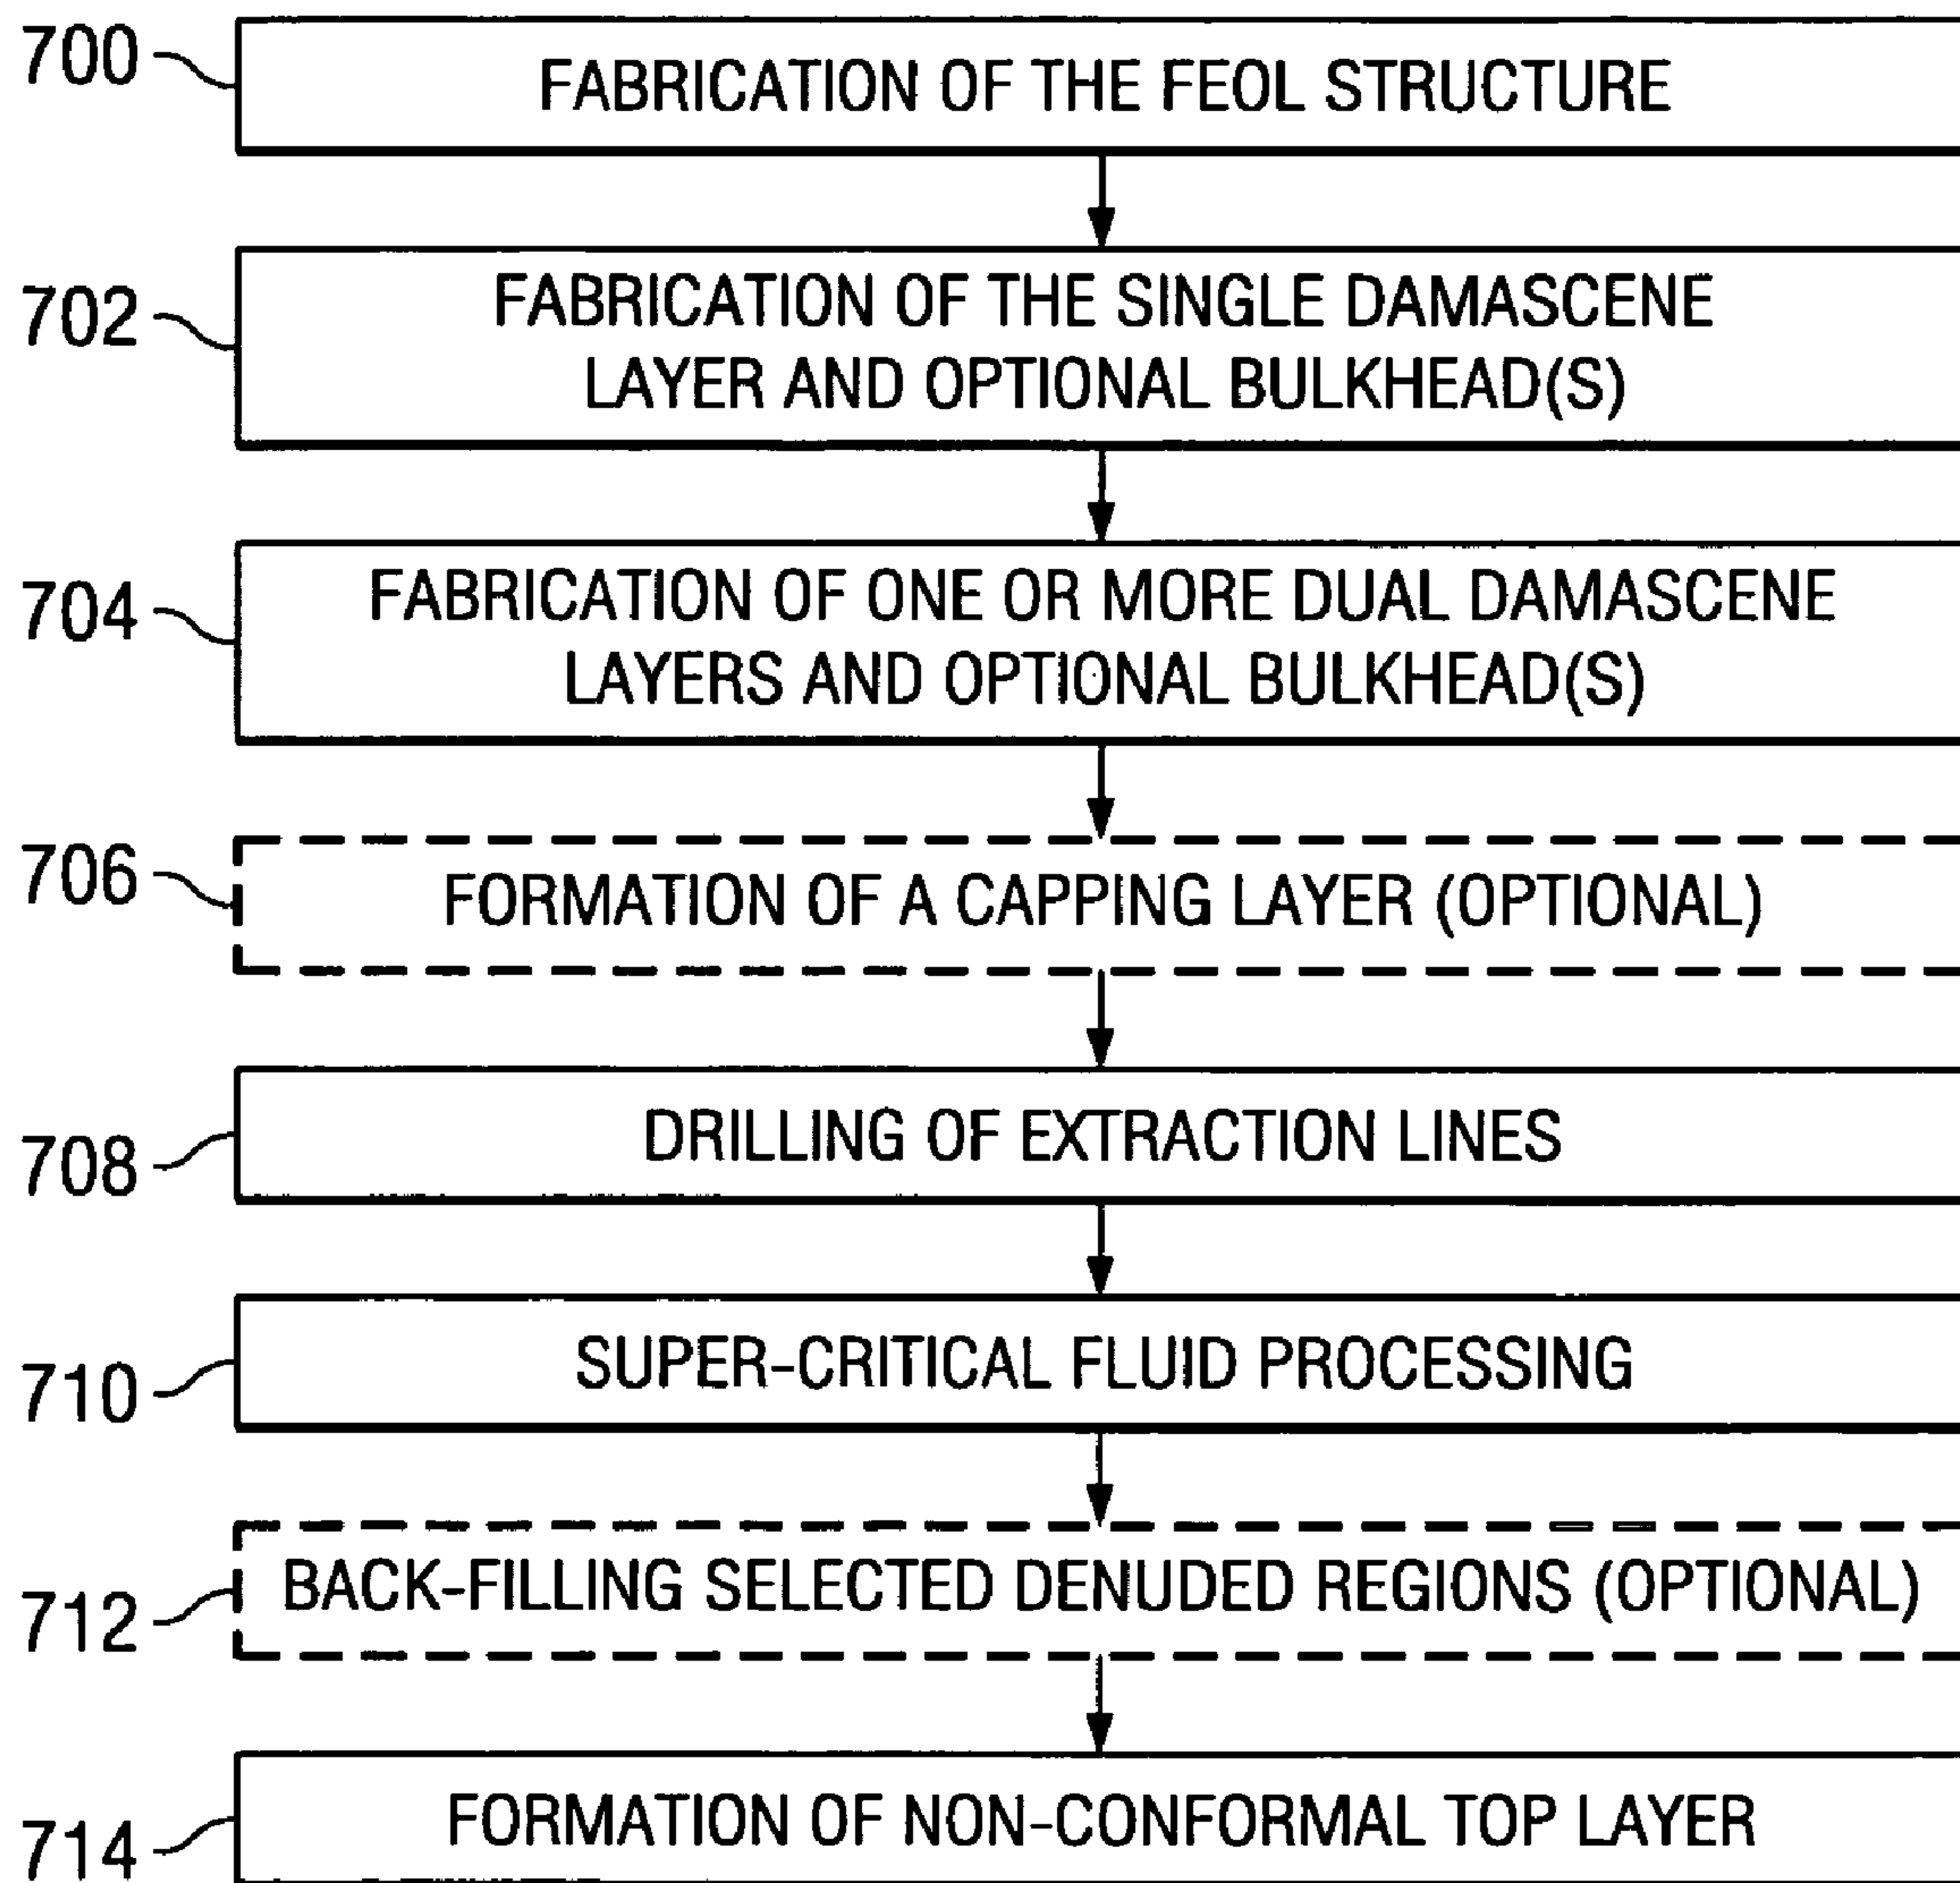 700
FABRICATION OF THE FEOL STRUCTURE
702
FABRICATION OF THE SINGLE DAMASCENE
LAYER AND OPTIONAL BULKHEAD(S)
704
FABRICATION OF ONE OR MORE DUAL DAMASCENE
LAYERS AND OPTIONAL BULKHEAD(S)
706
FORMATION OF A CAPPING LAYER (OPTIONAL)
708
DRILLING OF EXTRACTION LINES
710
SUPER-CRITICAL FLUID PROCESSING
712
BACK-FILLING SELECTED DENUDED REGIONS (OPTIONAL)
714
FORMATION OF NON-CONFORMAL TOP LAYER